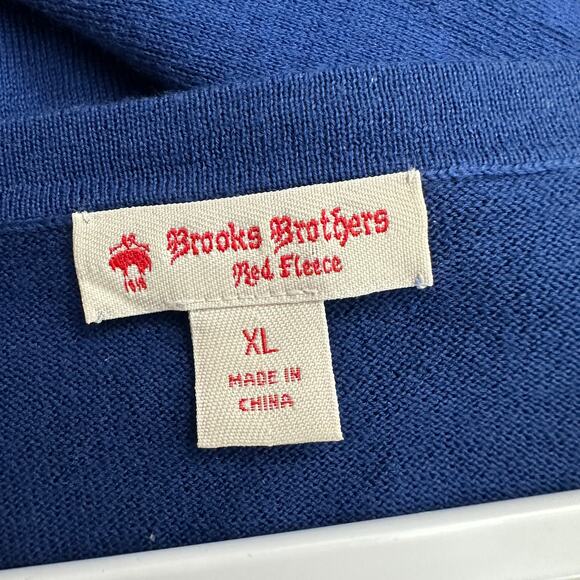 Brooks Brothers
Red Fleece
XL
MADE IN
CHINA